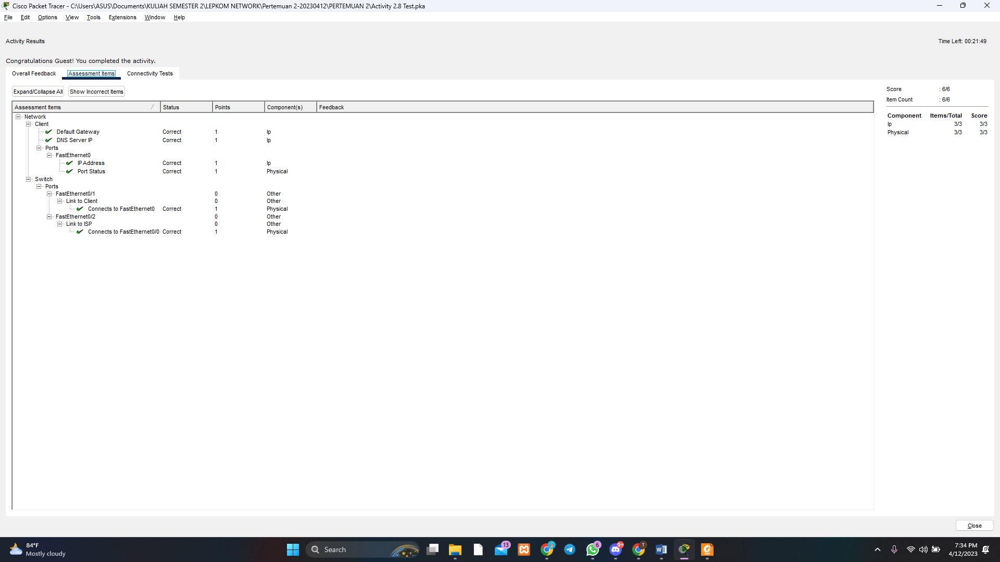 Cisco Packet Tracer - C:\Users\ASUS\Documents\KULIAH SEMESTER 2\LEPKOM NETWORK\Pertemuan 2-20230412\PERTEMUAN 2\Activity 2.8 Test.pka
File Edit Options View Tools Extensions Window Help
Activity Results Time Left: 00:21:49
Congratulations Guest! You completed the activity.
Overall Feedback Assessment Items Connectivity Tests
Expand/Collapse All Show Incorrect Items
Assessment Items Status Points Component(s) Feedback
Network
Client
Default Gateway Correct 1 Ip
DNS Server IP Correct 1 Ip
Ports
FastEthernet0
IP Address Correct 1 Ip
Port Status Correct 1 Physical
Switch
Ports
FastEthernet0/1 0 Other
Link to Client 0 Other
Connects to FastEthernet0 Correct 1 Physical
FastEthernet0/2 0 Other
Link to ISP 0 Other
Connects to FastEthernet0/0 Correct 1 Physical
Score : 6/6
Item Count : 6/6
Component Items/Total Score
Ip 3/3 3/3
Physical 3/3 3/3
Close
84°F
Mostly cloudy
Search
13
6
9+
T
7:34 PM
4/12/2023